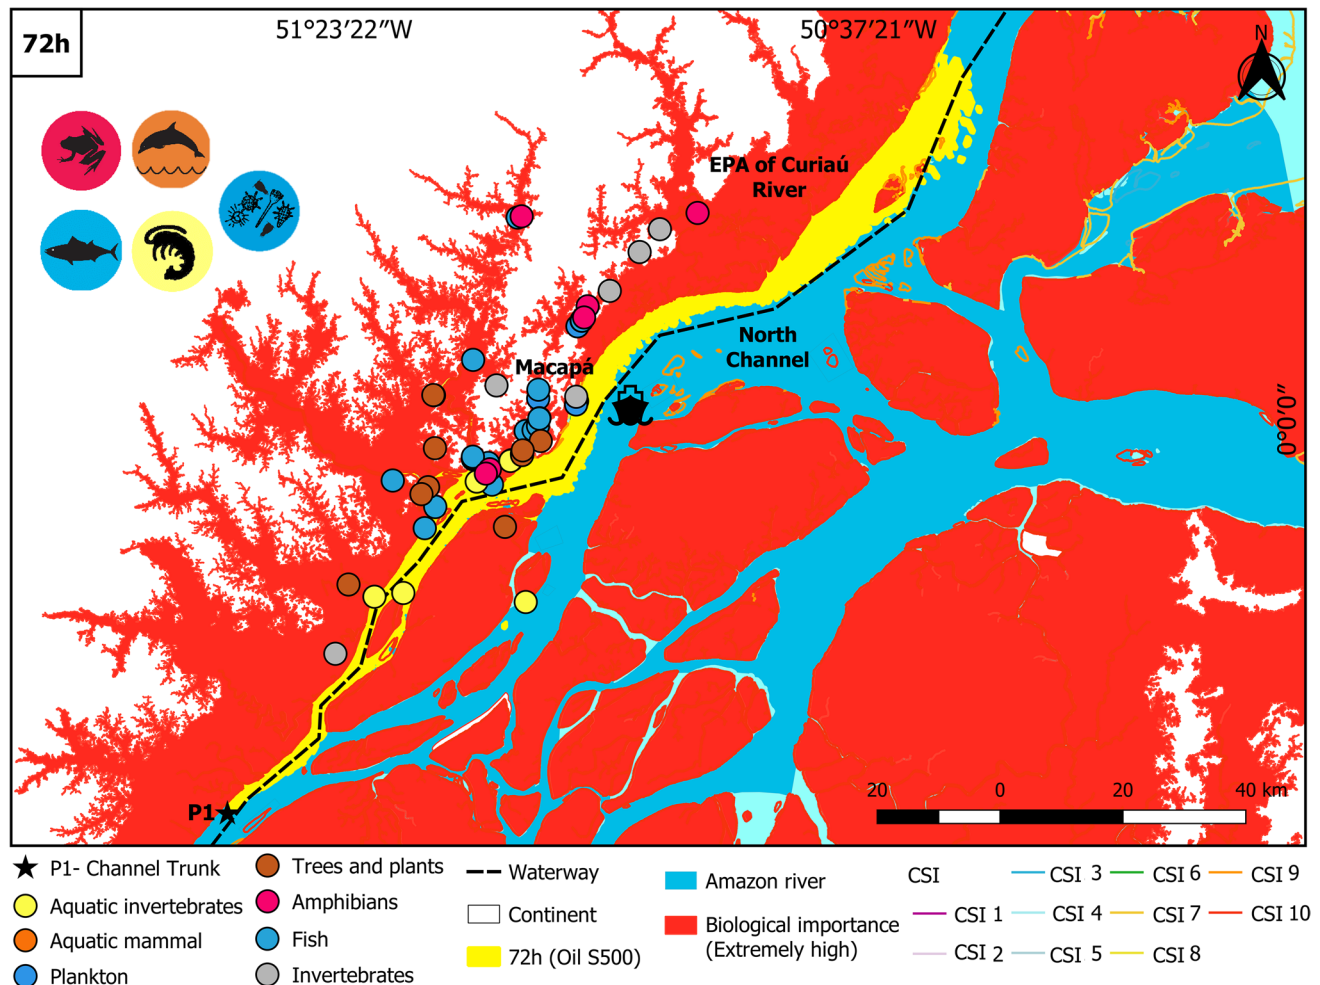 72h
51°23'22"W
50°37'21"W
N
EPA of Curiaú
River
North
Channel
Macapá
0°0'0"
P1
20 0 20 40 km
P1- Channel Trunk
Aquatic invertebrates
Aquatic mammal
Plankton
Trees and plants
Amphibians
Fish
Invertebrates
Waterway
Continent
72h (Oil S500)
Amazon river
Biological importance
(Extremely high)
CSI
CSI 1
CSI 2
CSI 3
CSI 4
CSI 5
CSI 6
CSI 7
CSI 8
CSI 9
CSI 10